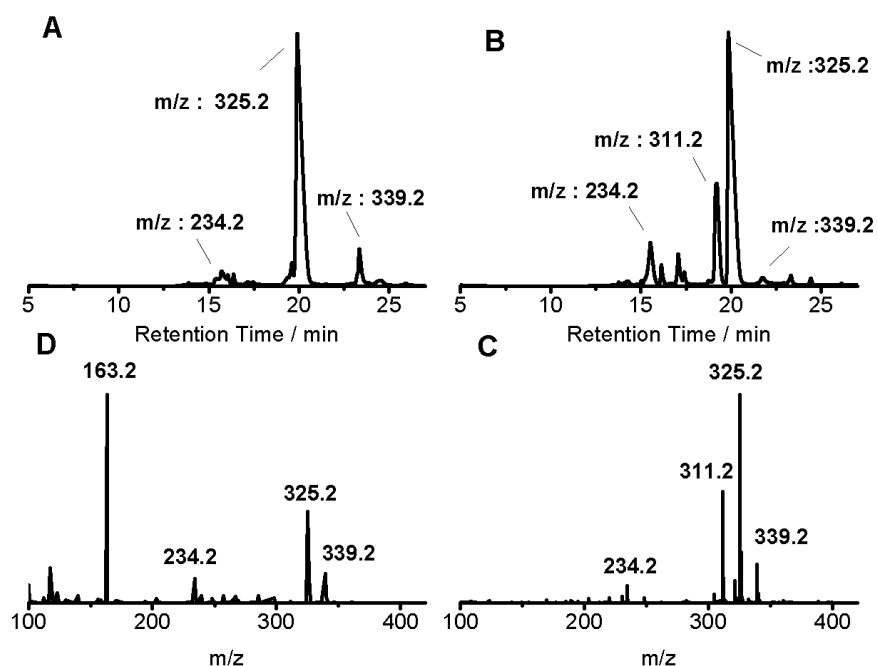 A
B
m/z : 325.2
m/z :325.2
m/z : 311.2
m/z : 234.2
m/z : 339.2
m/z : 234.2
m/z :339.2
5 10 15 20 25
5 10 15 20 25
Retention Time / min
Retention Time / min
D
C
163.2
325.2
325.2
311.2
234.2
339.2
234.2
339.2
100 200 300 400
100 200 300 400
m/z
m/z